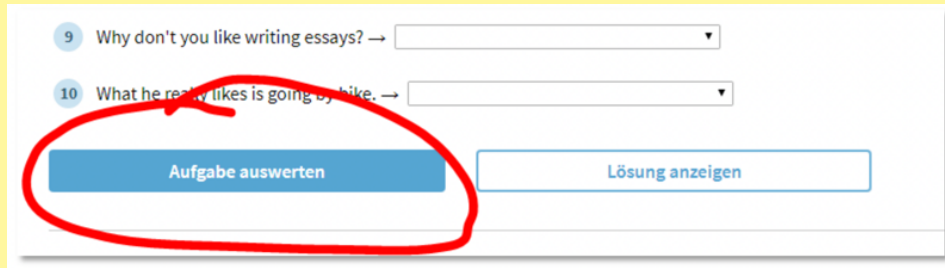 9 Why don't you like writing essays? →
10 What he really likes is going by bike. →
Aufgabe auswerten Lösung anzeigen